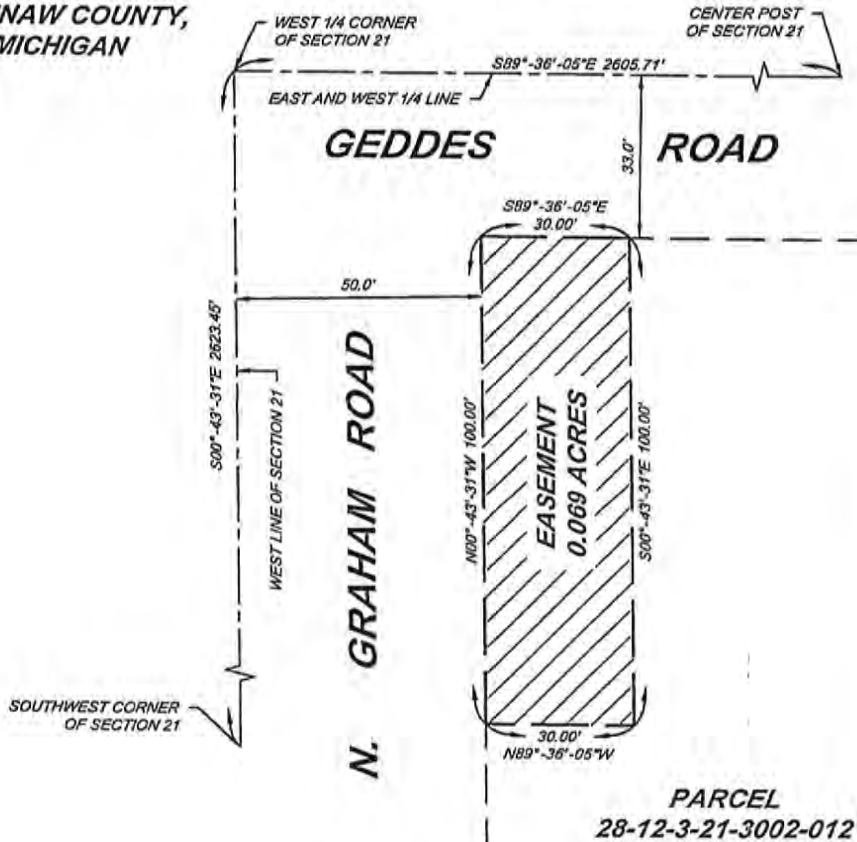 NAW COUNTY,
MICHIGAN
WEST 1/4 CORNER
OF SECTION 21
CENTER POST
OF SECTION 21
S89°-36'-05"E 2605.71'
EAST AND WEST 1/4 LINE
GEDDES ROAD
33.0'
S89°-36'-05"E
30.00'
50.0'
S00°-43'-31"E 2623.45'
WEST LINE OF SECTION 21
N. GRAHAM ROAD
N00°-43'-31"W 100.00'
EASEMENT
0.069 ACRES
S00°-43'-31"E 100.00'
SOUTHWEST CORNER
OF SECTION 21
30.00'
N89°-36'-05"W
PARCEL
28-12-3-21-3002-012